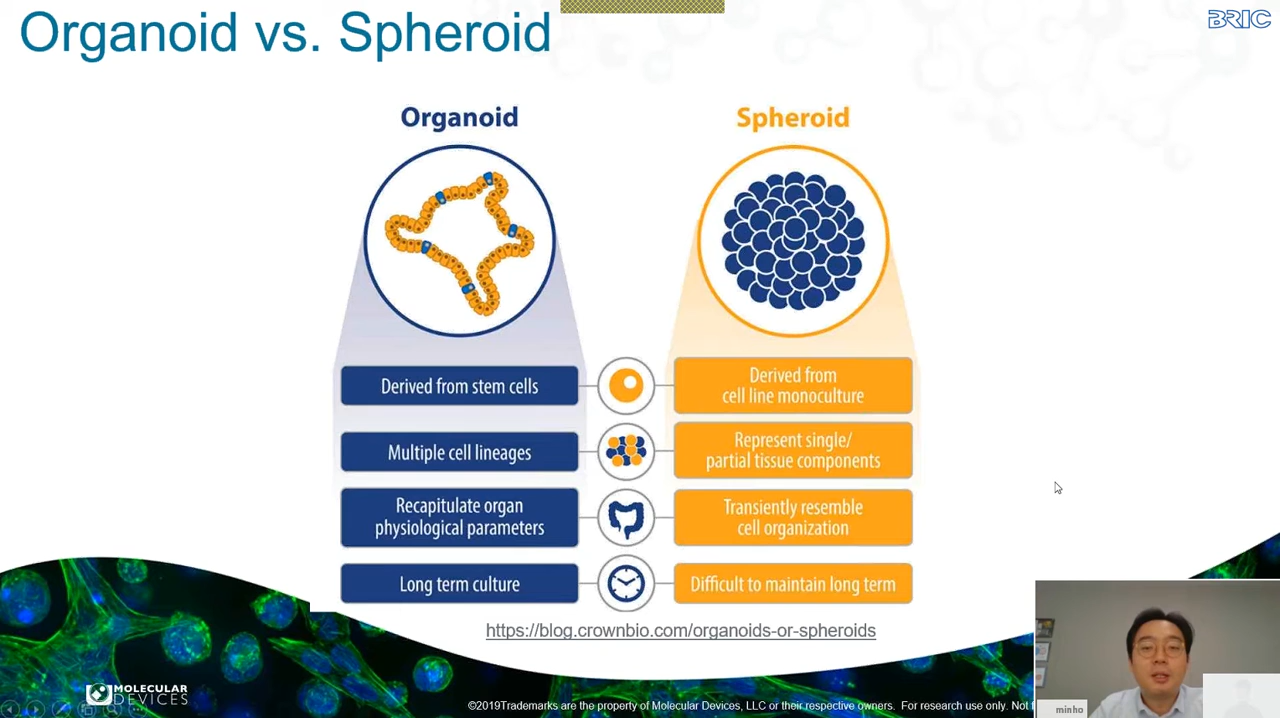 Organoid vs. Spheroid
BRIC
Organoid
Spheroid
Derived from stem cells
Derived from
cell line monoculture
Multiple cell lineages
Represent single/
partial tissue components
Recapitulate organ
physiological parameters
Transiently resemble
cell organization
Long term culture
Difficult to maintain long term
https://blog.crownbio.com/organoids-or-spheroids
MOLECULAR
DEVICES
©2019Trademarks are the property of Molecular Devices, LLC or their respective owners. For research use only. Not
minho